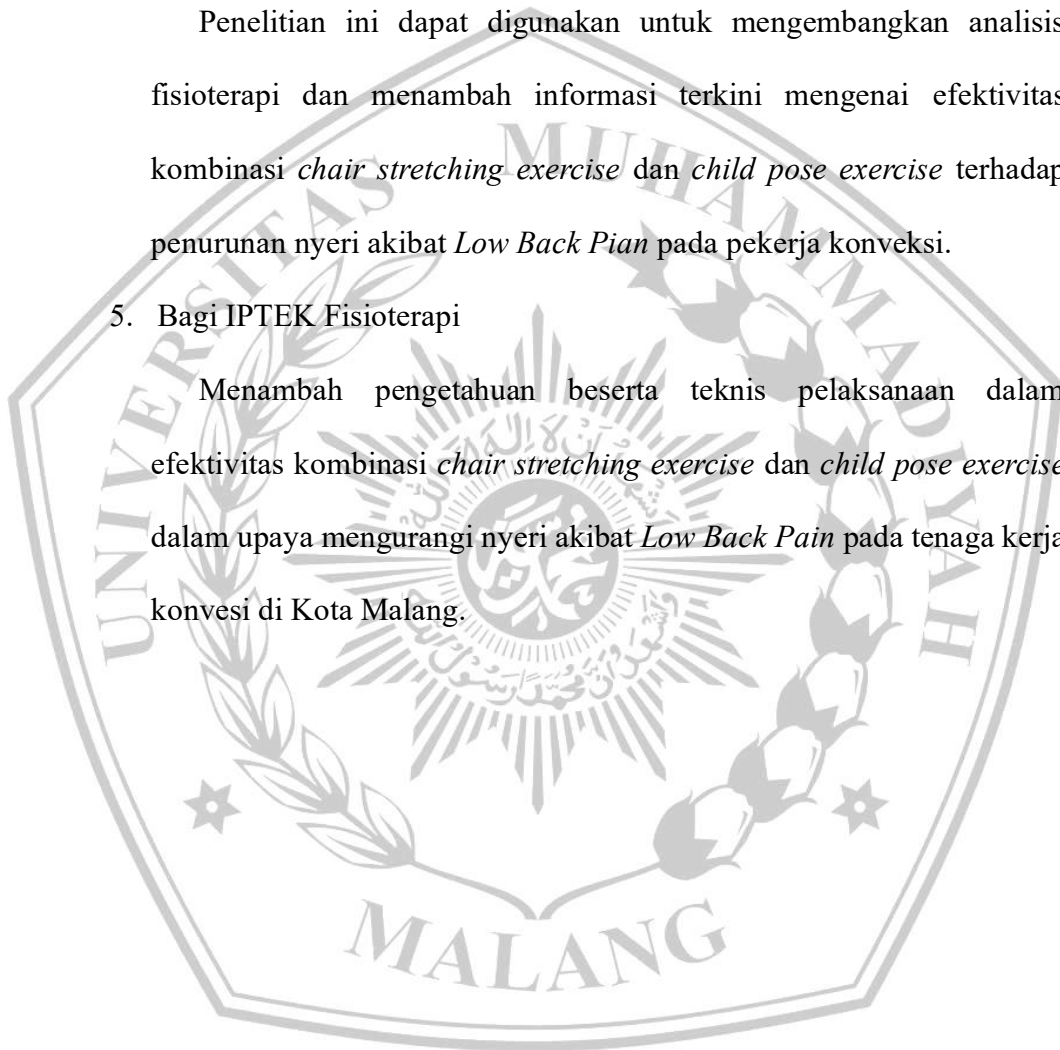 Penelitian ini dapat digunakan untuk mengembangkan analisis
fisioterapi dan menambah informasi terkini mengenai efektivitas
kombinasi chair stretching exercise dan child pose exercise terhadap
penurunan nyeri akibat Low Back Pian pada pekerja konveksi.
5. Bagi IPTEK Fisioterapi
Menambah pengetahuan beserta teknis pelaksanaan dalam
efektivitas kombinasi chair stretching exercise dan child pose exercise
dalam upaya mengurangi nyeri akibat Low Back Pain pada tenaga kerja
konvesi di Kota Malang.
UNIVERSITAS MUHAMMADIYAH
MALANG